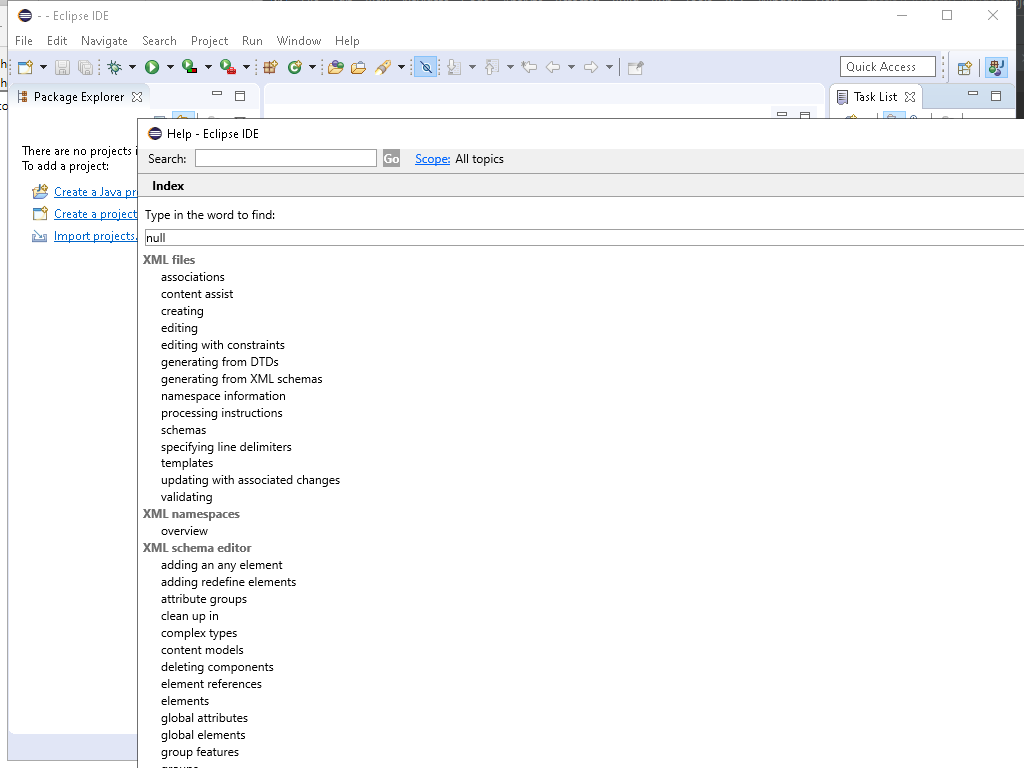 - - Eclipse IDE
File Edit Navigate Search Project Run Window Help
Quick Access
Package Explorer
Task List
There are no projects
To add a project:
Create a Java
Create a project
Import projects
Help - Eclipse IDE
Search: Go Scope: All topics
Index
Type in the word to find:
null
XML files
associations
content assist
creating
editing
editing with constraints
generating from DTDs
generating from XML schemas
namespace information
processing instructions
schemas
specifying line delimiters
templates
updating with associated changes
validating
XML namespaces
overview
XML schema editor
adding an any element
adding redefine elements
attribute groups
clean up in
complex types
content models
deleting components
element references
elements
global attributes
global elements
group features